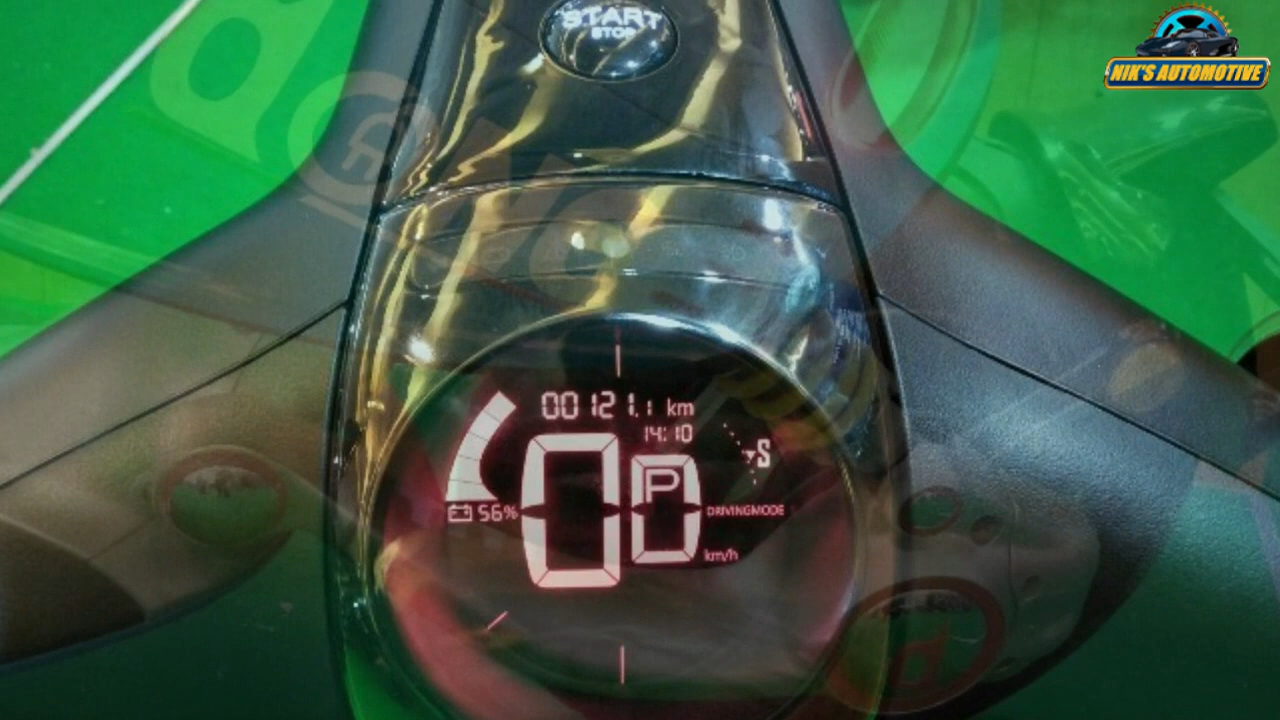 START
STOP
NIK'S AUTOMOTIVE
00121.1 km
14:10
S
P
00
56%
DRIVINGMODE
km/h